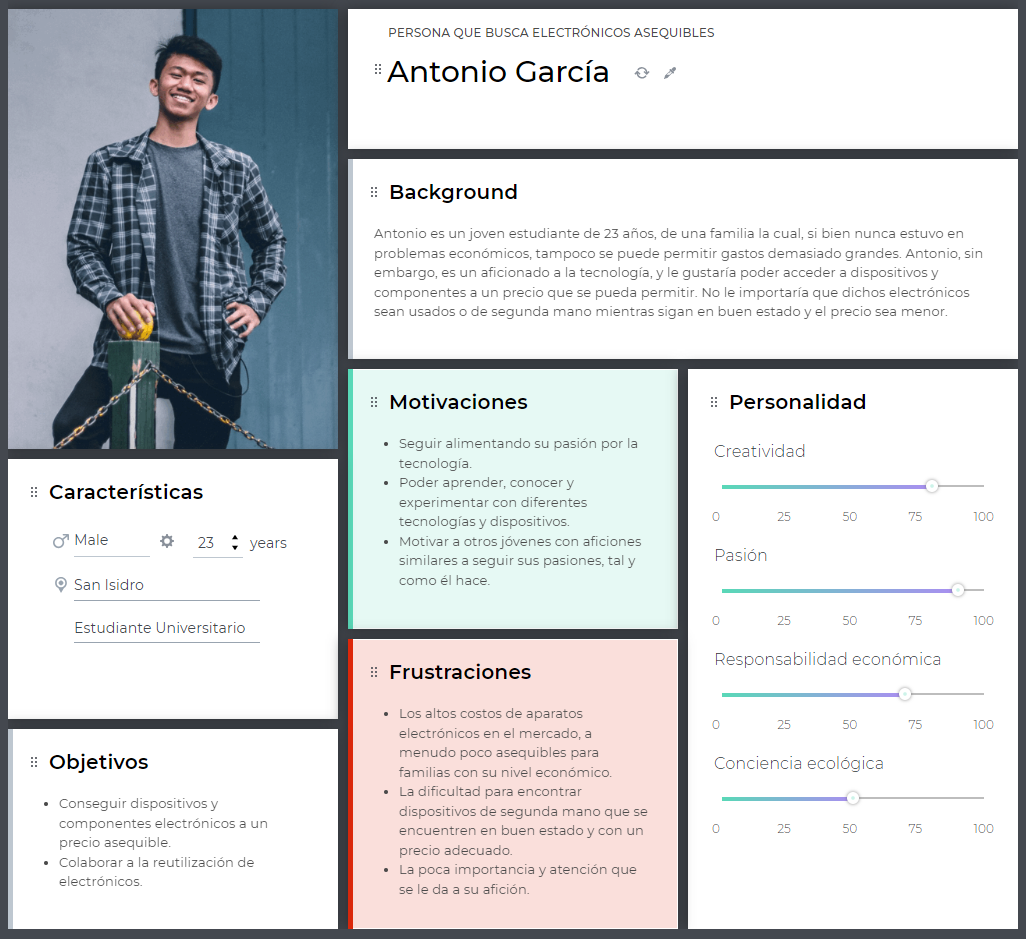 PERSONA QUE BUSCA ELECTRÓNICOS ASEQUIBLES
Antonio García
Background
Antonio es un joven estudiante de 23 años, de una familia la cual, si bien nunca estuvo en
problemas económicos, tampoco se puede permitir gastos demasiado grandes. Antonio, sin
embargo, es un aficionado a la tecnología, y le gustaría poder acceder a dispositivos y
componentes a un precio que se pueda permitir. No le importaría que dichos electrónicos
sean usados o de segunda mano mientras sigan en buen estado y el precio sea menor.
Características
Male
23 years
San Isidro
Estudiante Universitario
Objetivos
Conseguir dispositivos y
componentes electrónicos a un
precio asequible.
Colaborar a la reutilización de
electrónicos.
Motivaciones
Seguir alimentando su pasión por la
tecnología.
Poder aprender, conocer y
experimentar con diferentes
tecnologías y dispositivos.
Motivar a otros jóvenes con aficiones
similares a seguir sus pasiones, tal y
como él hace.
Frustraciones
Los altos costos de aparatos
electrónicos en el mercado, a
menudo poco asequibles para
familias con su nivel económico.
La dificultad para encontrar
dispositivos de segunda mano que se
encuentren en buen estado y con un
precio adecuado.
La poca importancia y atención que
se le da a su afición.
Personalidad
Creatividad
0 25 50 75 100
Pasión
0 25 50 75 100
Responsabilidad económica
0 25 50 75 100
Conciencia ecológica
0 25 50 75 100